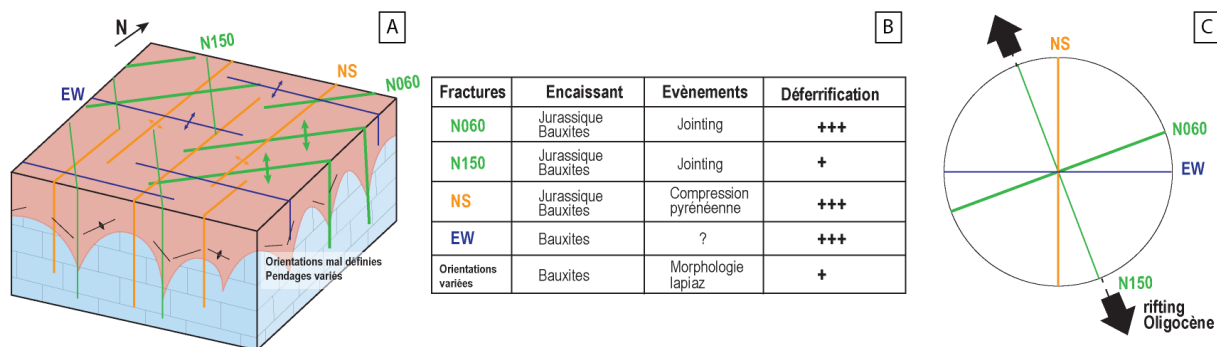 A
N
N150
NS
N060
EW
Orientations mal définies
Pendages variés
B
Fractures Encaissant Evènements Déferrification
N060 Jurassique Bauxites Jointing +++
N150 Jurassique Bauxites Jointing +
NS Jurassique Bauxites Compression pyrénéenne +++
EW Bauxites ? +++
Orientations variées Bauxites Morphologie lapiaz +
C
NS
N060
EW
N150
rifting
Oligocène